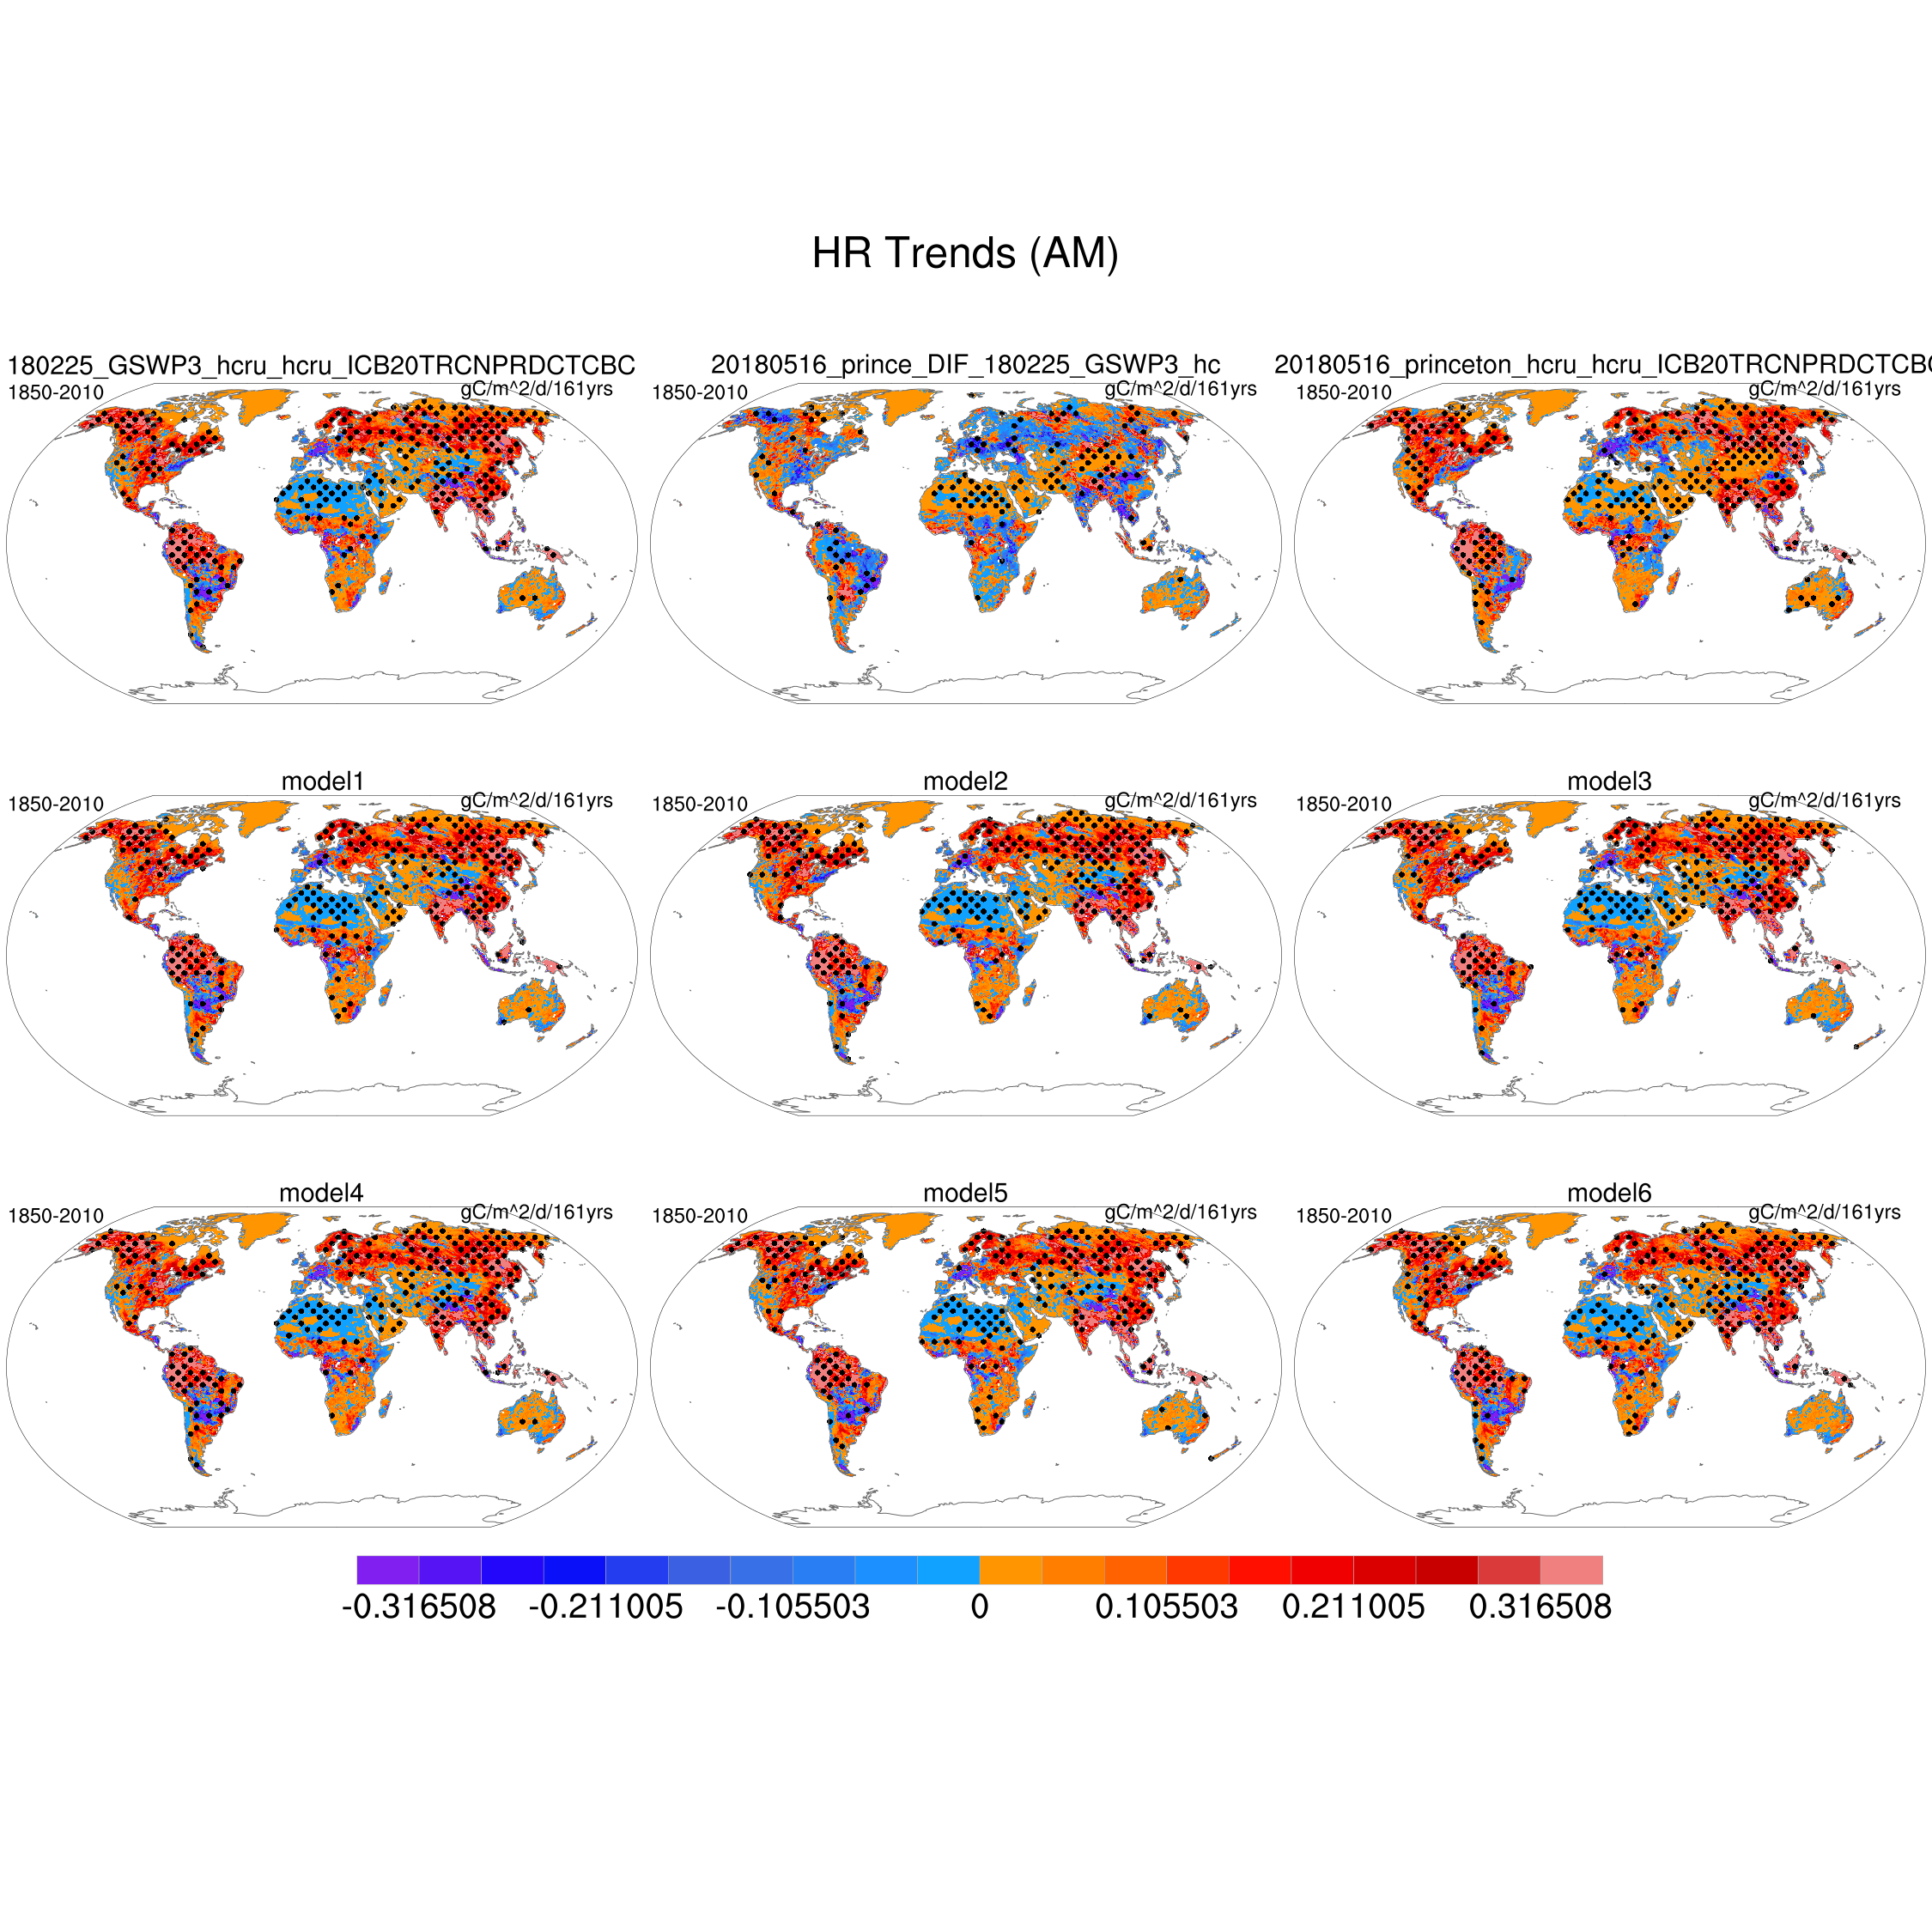 HR Trends (AM)
180225_GSWP3_hcru_hcru_ICB20TRCNPRDCTCBC
1850-2010
gC/m^2/d/161yrs
20180516_prince_DIF_180225_GSWP3_hc
1850-2010
gC/m^2/d/161yrs
20180516_princeton_hcru_hcru_ICB20TRCNPRDCTCBC
1850-2010
gC/m^2/d/161yrs
model1
1850-2010
gC/m^2/d/161yrs
model2
1850-2010
gC/m^2/d/161yrs
model3
1850-2010
gC/m^2/d/161yrs
model4
1850-2010
gC/m^2/d/161yrs
model5
1850-2010
gC/m^2/d/161yrs
model6
1850-2010
gC/m^2/d/161yrs
-0.316508 -0.211005 -0.105503 0 0.105503 0.211005 0.316508